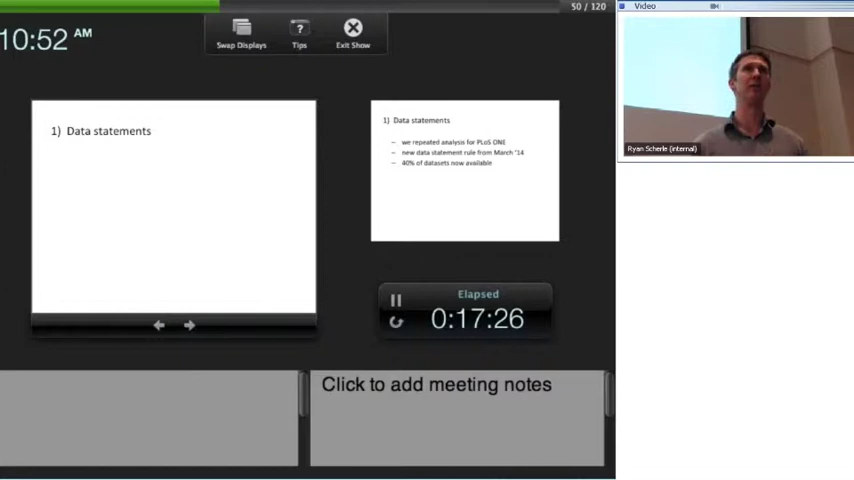 50 / 120
Video
10:52 AM
Swap Displays
Tips
Exit Show
1) Data statements
1) Data statements
– we repeated analysis for PLoS ONE
– new data statement rule from March '14
– 40% of datasets now available
Ryan Scherle (internal)
Elapsed
0:17:26
Click to add meeting notes